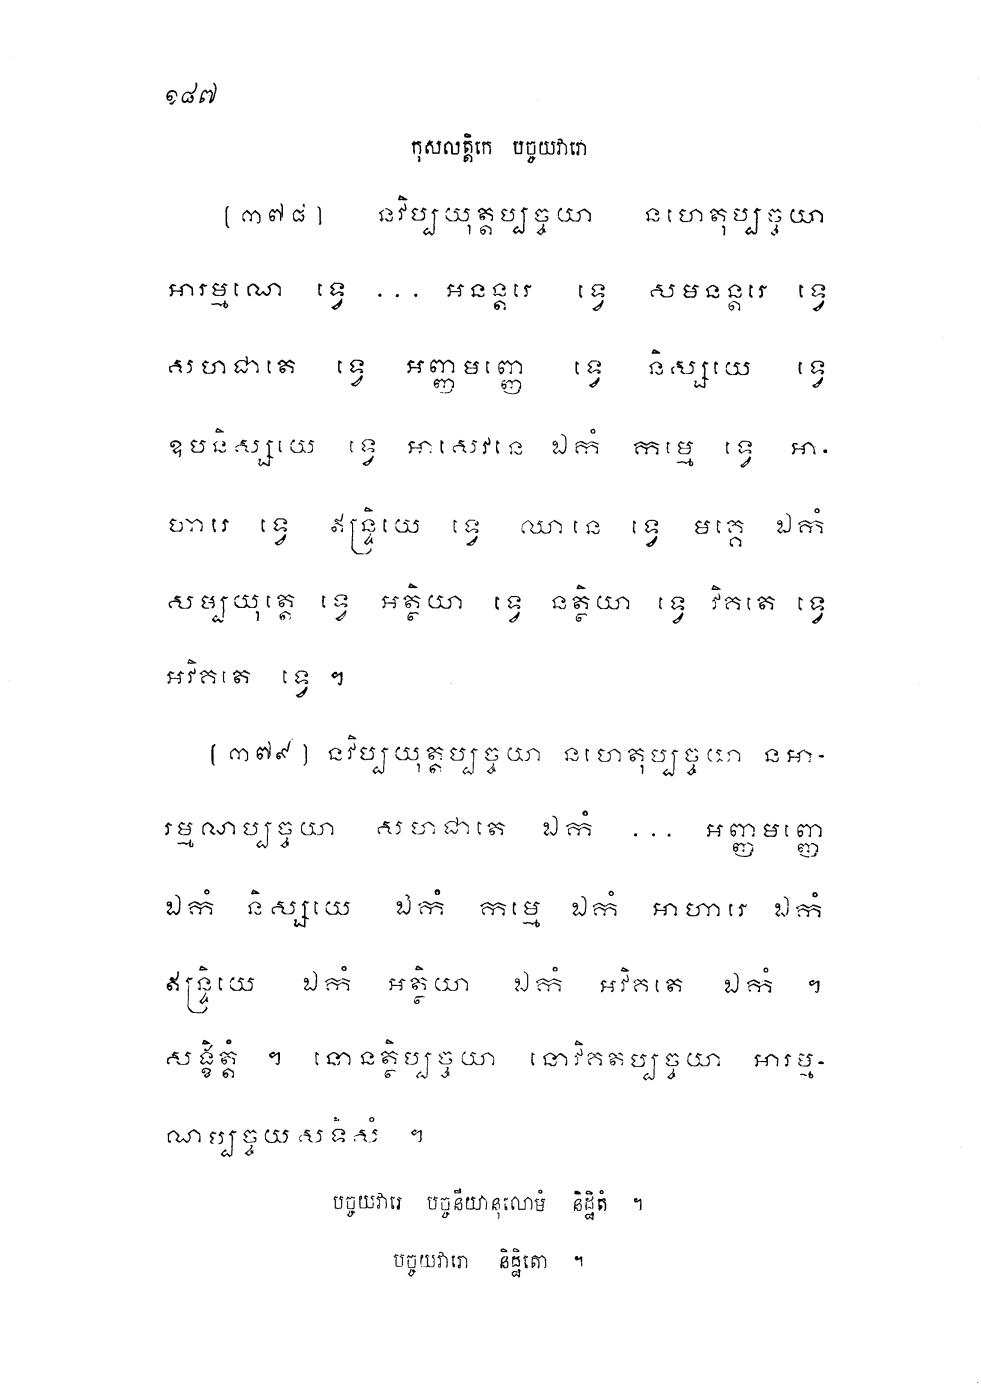 ១៨៧
កុសលត្តិកេ បច្ចយវារោ
[៣៧៨] នវិប្បយុត្តប្បច្ចយា នហេតុប្បច្ចយា
អារម្មណេ ទ្វេ ... អនន្តរេ ទ្វេ សមនន្តរេ ទ្វេ
សហជាតេ ទ្វេ អញ្ញមញ្ញេ ទ្វេ និស្សយេ ទ្វេ
ឧបនិស្សយេ ទ្វេ អាសេវនេ ឯកំ កម្មេ ទ្វេ អា-
ហារេ ទ្វេ ឥន្ទ្រិយេ ទ្វេ ឈានេ ទ្វេ មគ្គេ ឯកំ
សម្បយុត្តេ ទ្វេ អត្ថិយា ទ្វេ នត្ថិយា ទ្វេ វិគតេ ទ្វេ
អវិគតេ ទ្វេ ។
[៣៧៩] នវិប្បយុត្តប្បច្ចយា នហេតុប្បច្ចយា នអា-
រម្មណប្បច្ចយា សហជាតេ ឯកំ ... អញ្ញមញ្ញេ
ឯកំ និស្សយេ ឯកំ កម្មេ ឯកំ អាហារេ ឯកំ
ឥន្ទ្រិយេ ឯកំ អត្ថិយា ឯកំ អវិគតេ ឯកំ ។
សង្ខិត្តំ ។ នោនត្ថិប្បច្ចយា នោវិគតប្បច្ចយា អារម្ម-
ណប្បច្ចយសទិសំ ។
បច្ចយវារេ បច្ចនីយានុលោមំ និដ្ឋិតំ ។
បច្ចយវារោ និដ្ឋិតោ ។